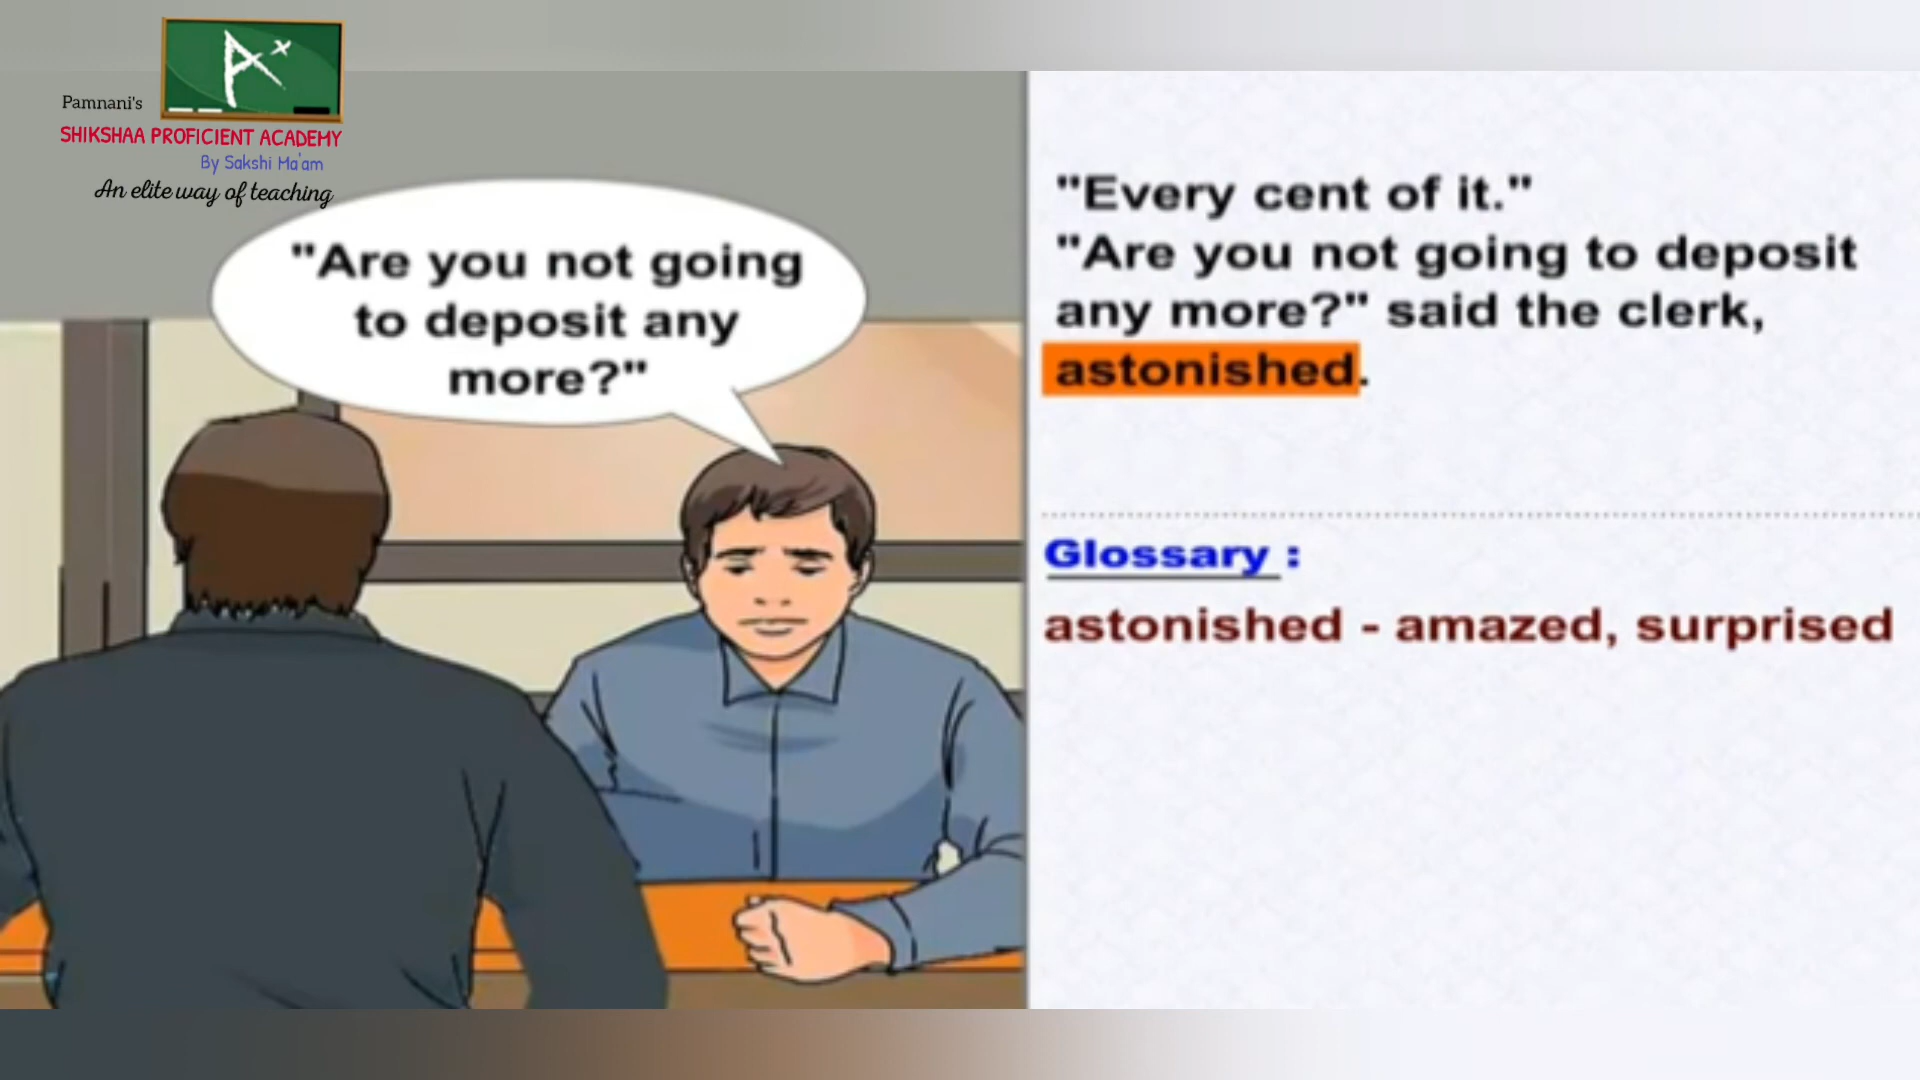 A+
Pamnani's
SHIKSHAA PROFICIENT ACADEMY
By Sakshi Ma'am
An elite way of teaching
"Are you not going
to deposit any
more?"
"Every cent of it."
"Are you not going to deposit
any more?" said the clerk,
astonished.
Glossary :
astonished - amazed, surprised